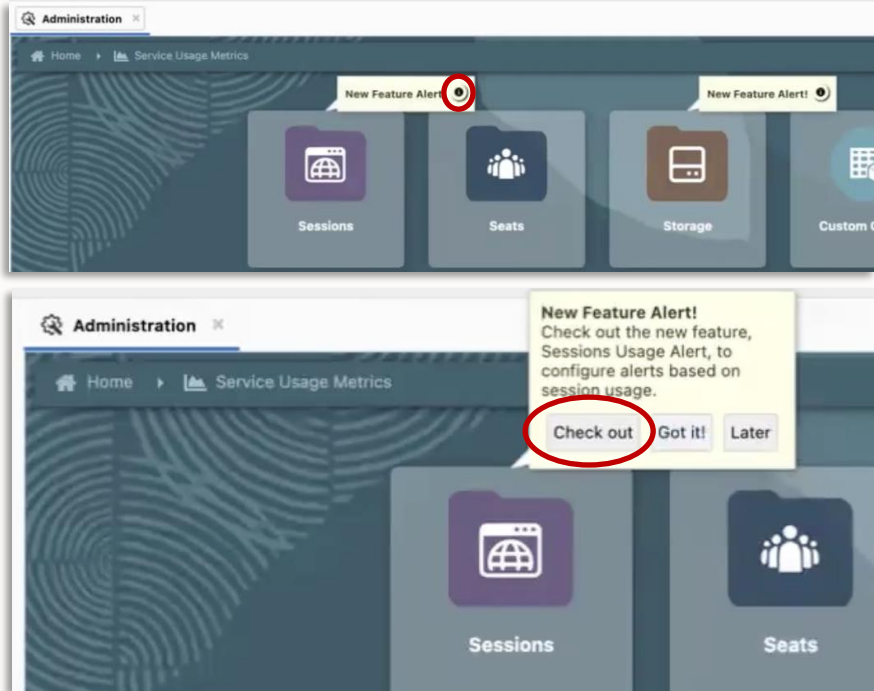 Administration
Home Service Usage Metrics
New Feature Alert
New Feature Alert!
Sessions
Seats
Storage
Custom
Administration
New Feature Alert!
Check out the new feature,
Sessions Usage Alert, to
configure alerts based on
session usage.
Check out Got it! Later
Home Service Usage Metrics
Sessions
Seats